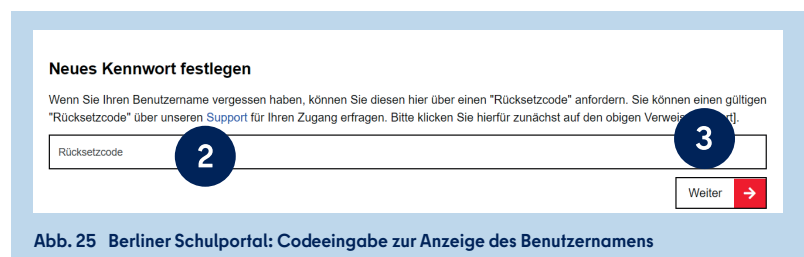 Neues Kennwort festlegen
Wenn Sie Ihren Benutzername vergessen haben, können Sie diesen hier über einen "Rücksetzcode" anfordern. Sie können einen gültigen
"Rücksetzcode" über unseren Support für Ihren Zugang erfragen. Bitte klicken Sie hierfür zunächst auf den obigen Verweis
3
Rücksetzcode
2
Weiter
Abb. 25 Berliner Schulportal: Codeeingabe zur Anzeige des Benutzernamens